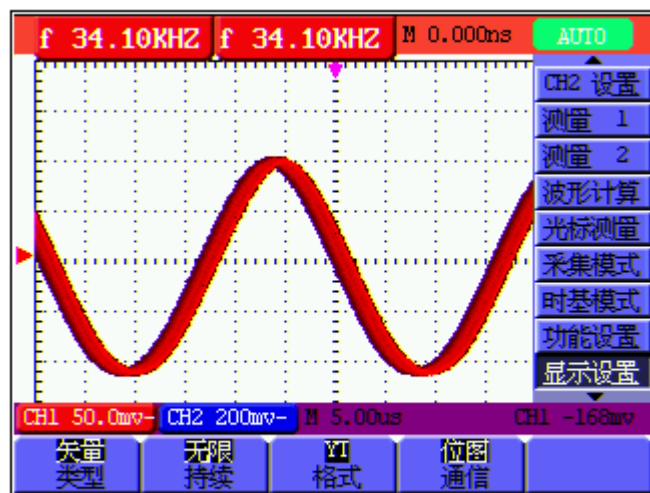 f 34.10KHZ f 34.10KHZ M 0.000ns AUTO
CH2 设置
测量 1
测量 2
波形计算
光标测量
采集模式
时基模式
功能设置
显示设置
CH1 50.0mv- CH2 200mv- M 5.00us CH1 -168mv
矢量 无限 YT 位图
类型 持续 格式 通信